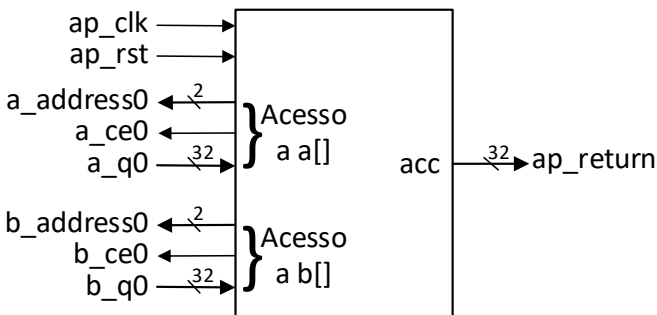 ap_clk
ap_rst
a_address0 2
a_ce0
a_q0 32
Acesso
a a[]
acc 32 ap_return
b_address0 2
b_ce0
b_q0 32
Acesso
a b[]